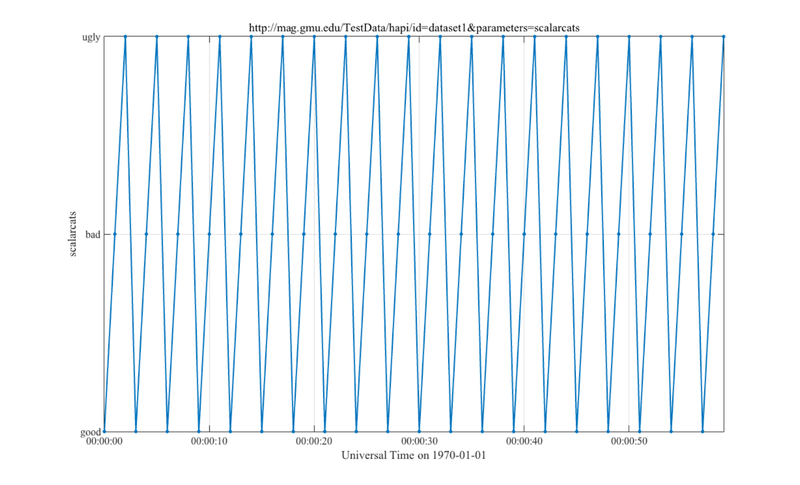 http://mag.gmu.edu/TestData/hapi/id=dataset1&parameters=scalarcats
ugly
scalarcats
bad
good
00:00:00 00:00:10 00:00:20 00:00:30 00:00:40 00:00:50
Universal Time on 1970-01-01